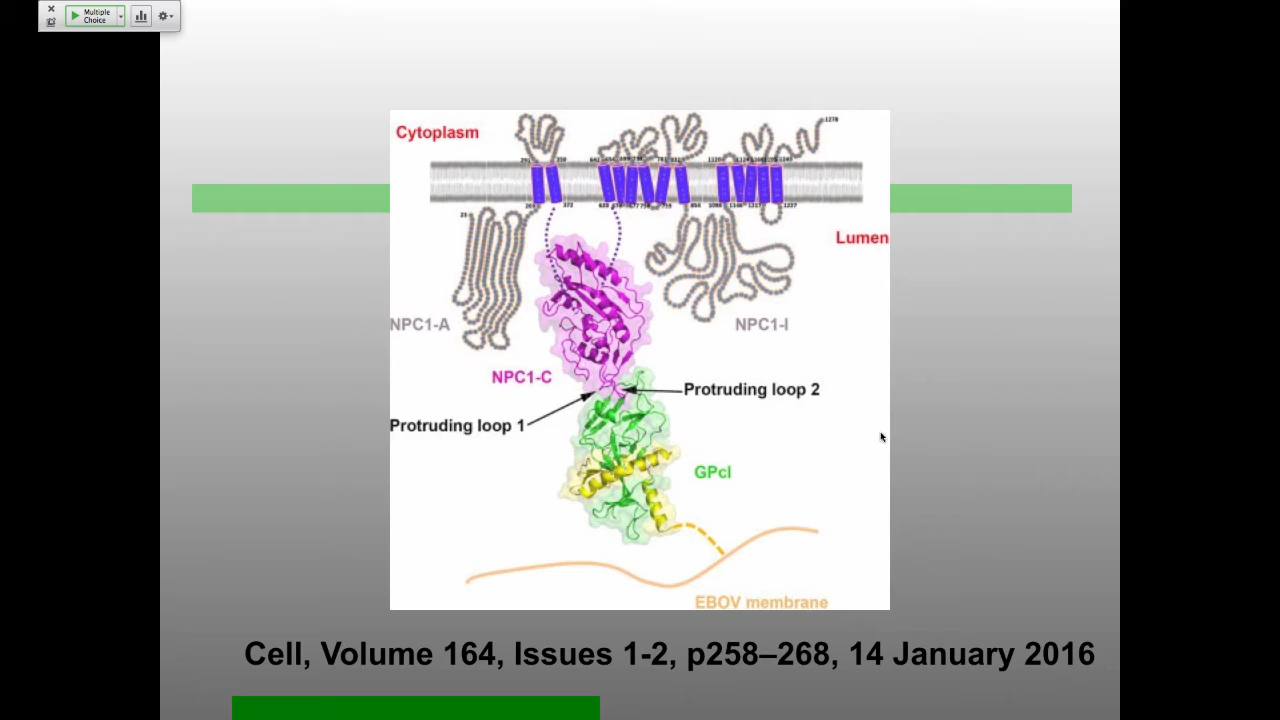 Multiple
Choice
Cytoplasm
1278
Lumen
NPC1-A
NPC1-I
NPC1-C
Protruding loop 2
Protruding loop 1
GPcl
EBOV membrane
Cell, Volume 164, Issues 1-2, p258–268, 14 January 2016